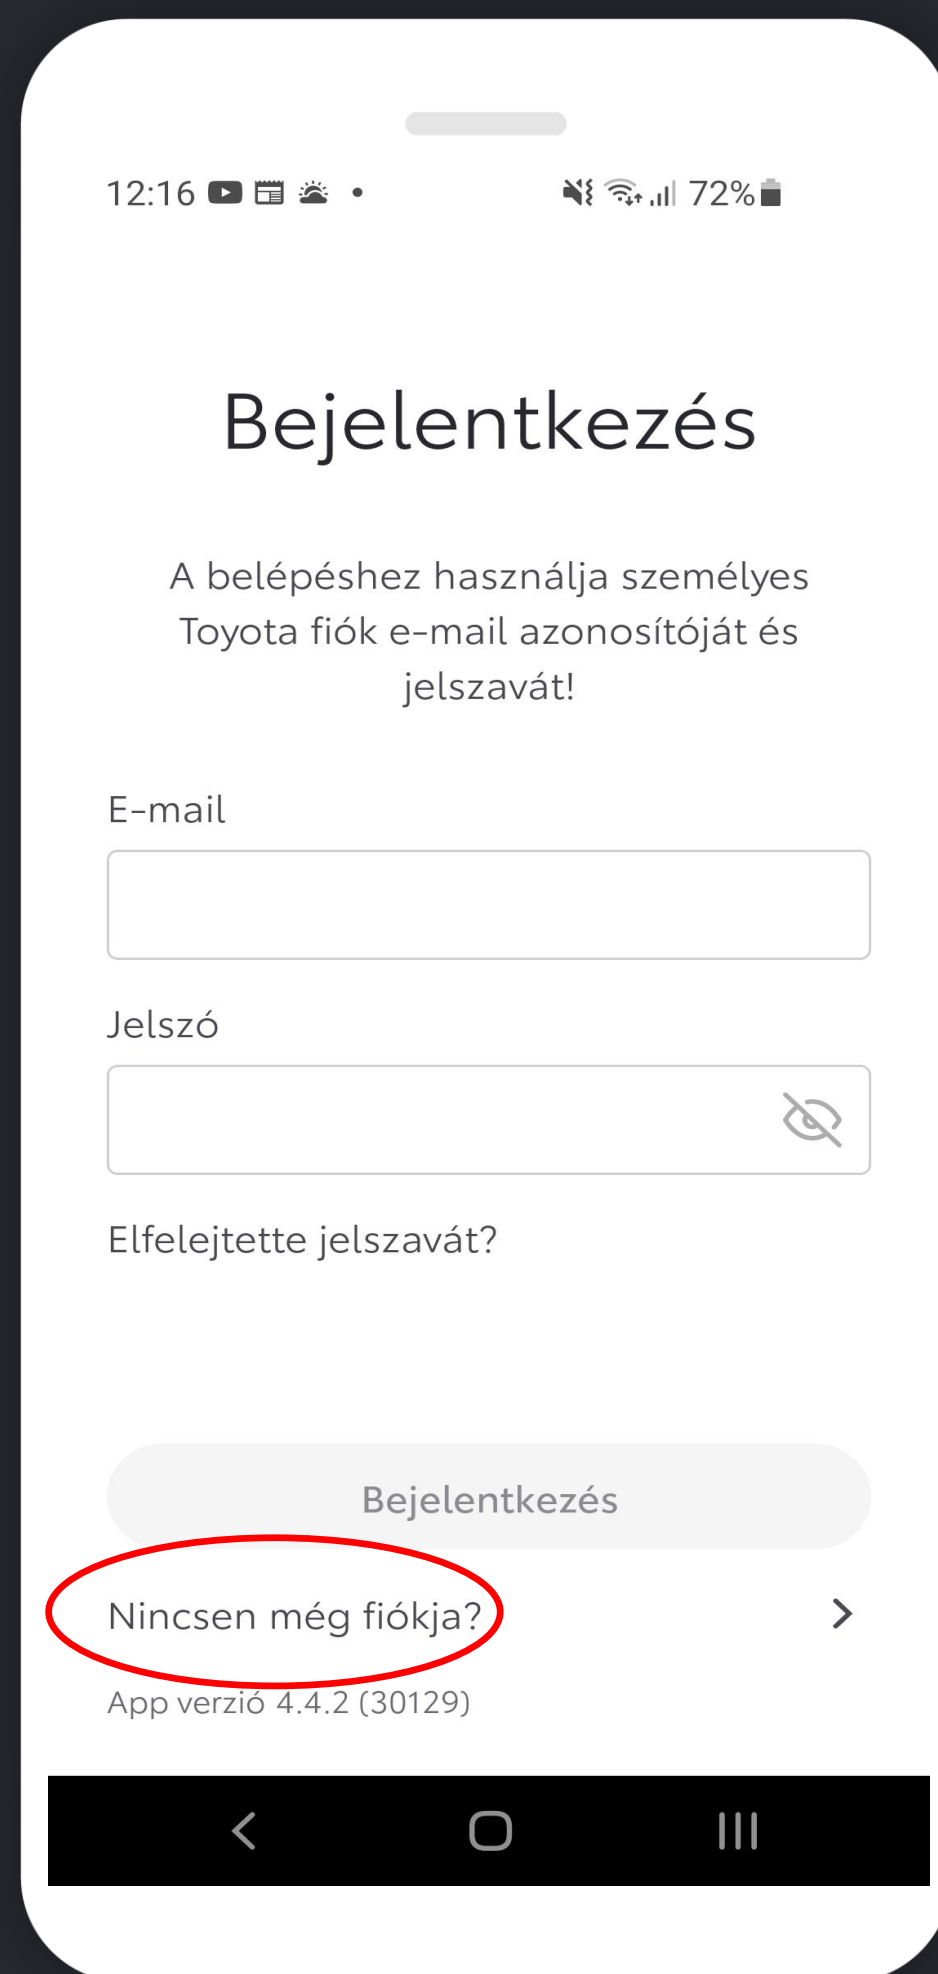 12:16
72%
Bejelentkezés
A belépéshez használja személyes
Toyota fiók e-mail azonosítóját és
jelszavát!
E-mail
Jelszó
Elfelejtette jelszavát?
Bejelentkezés
Nincsen még fiókja?
App verzió 4.4.2 (30129)